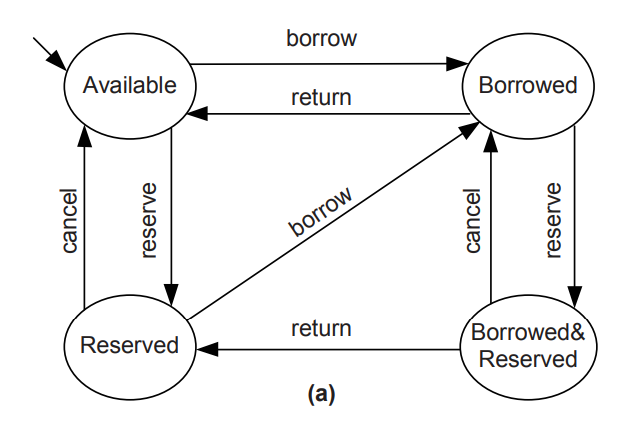 borrow
Available
Borrowed
return
cancel
reserve
borrow
cancel
reserve
Reserved
return
Borrowed&
Reserved
(a)